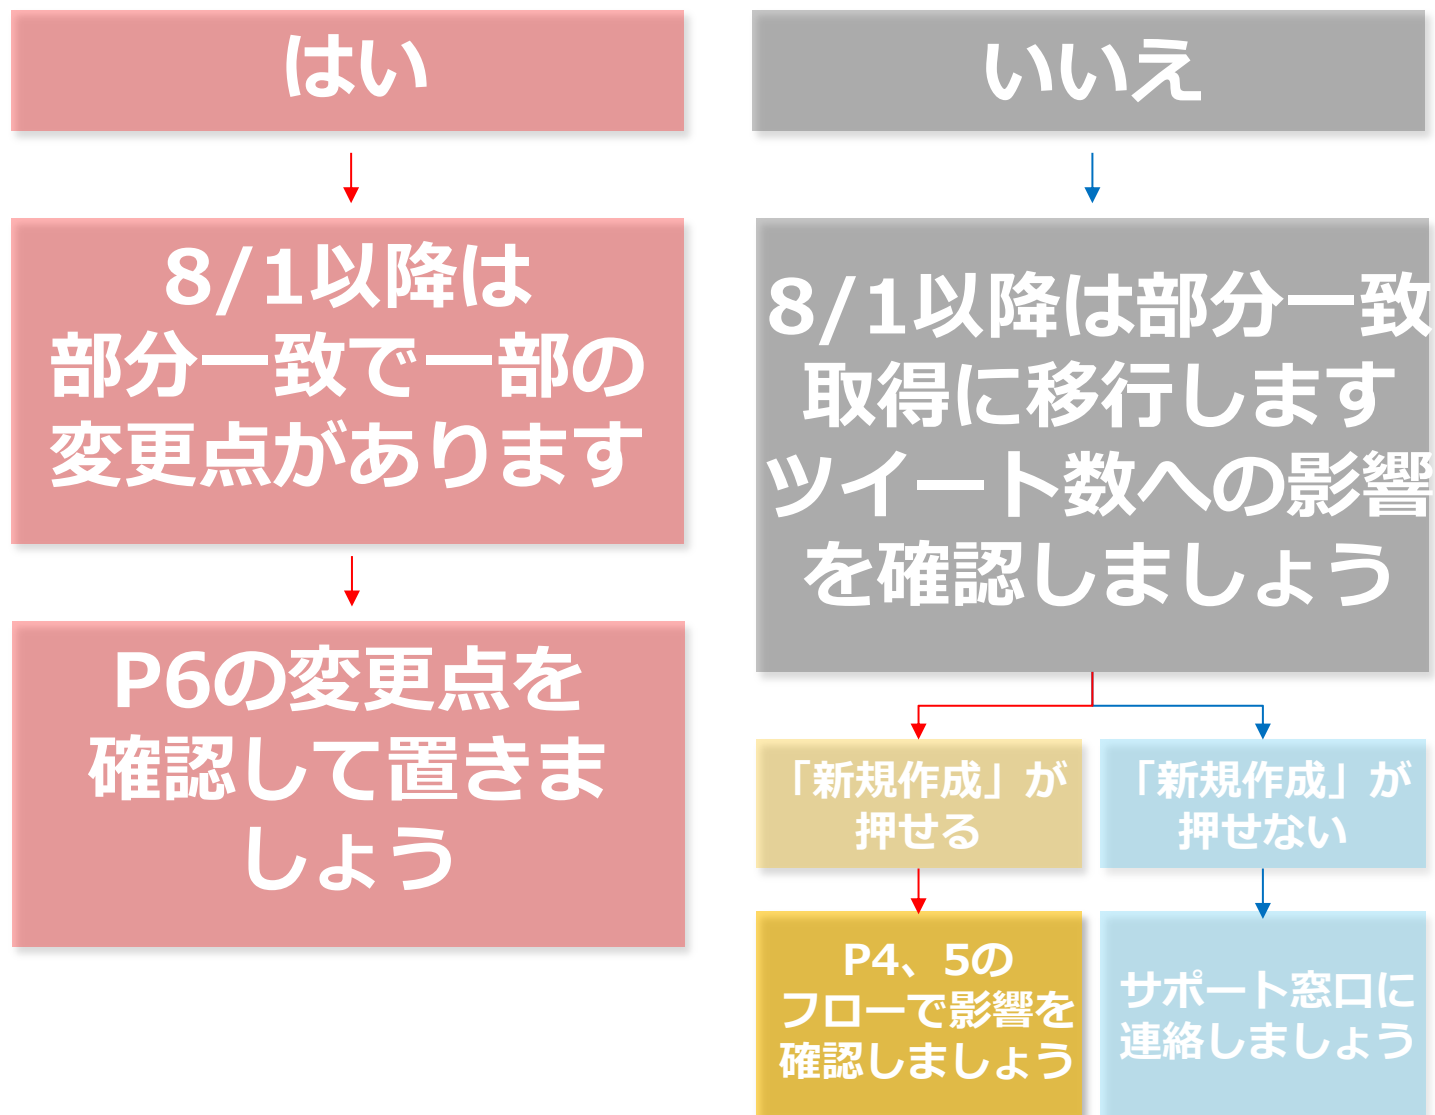 はい
8/1以降は
部分一致で一部の
変更点があります
P6の変更点を
確認して置きま
しょう
いいえ
8/1以降は部分一致
取得に移行します
ツイート数への影響
を確認しましょう
「新規作成」が
押せる
P4、5の
フローで影響を
確認しましょう
「新規作成」が
押せない
サポート窓口に
連絡しましょう